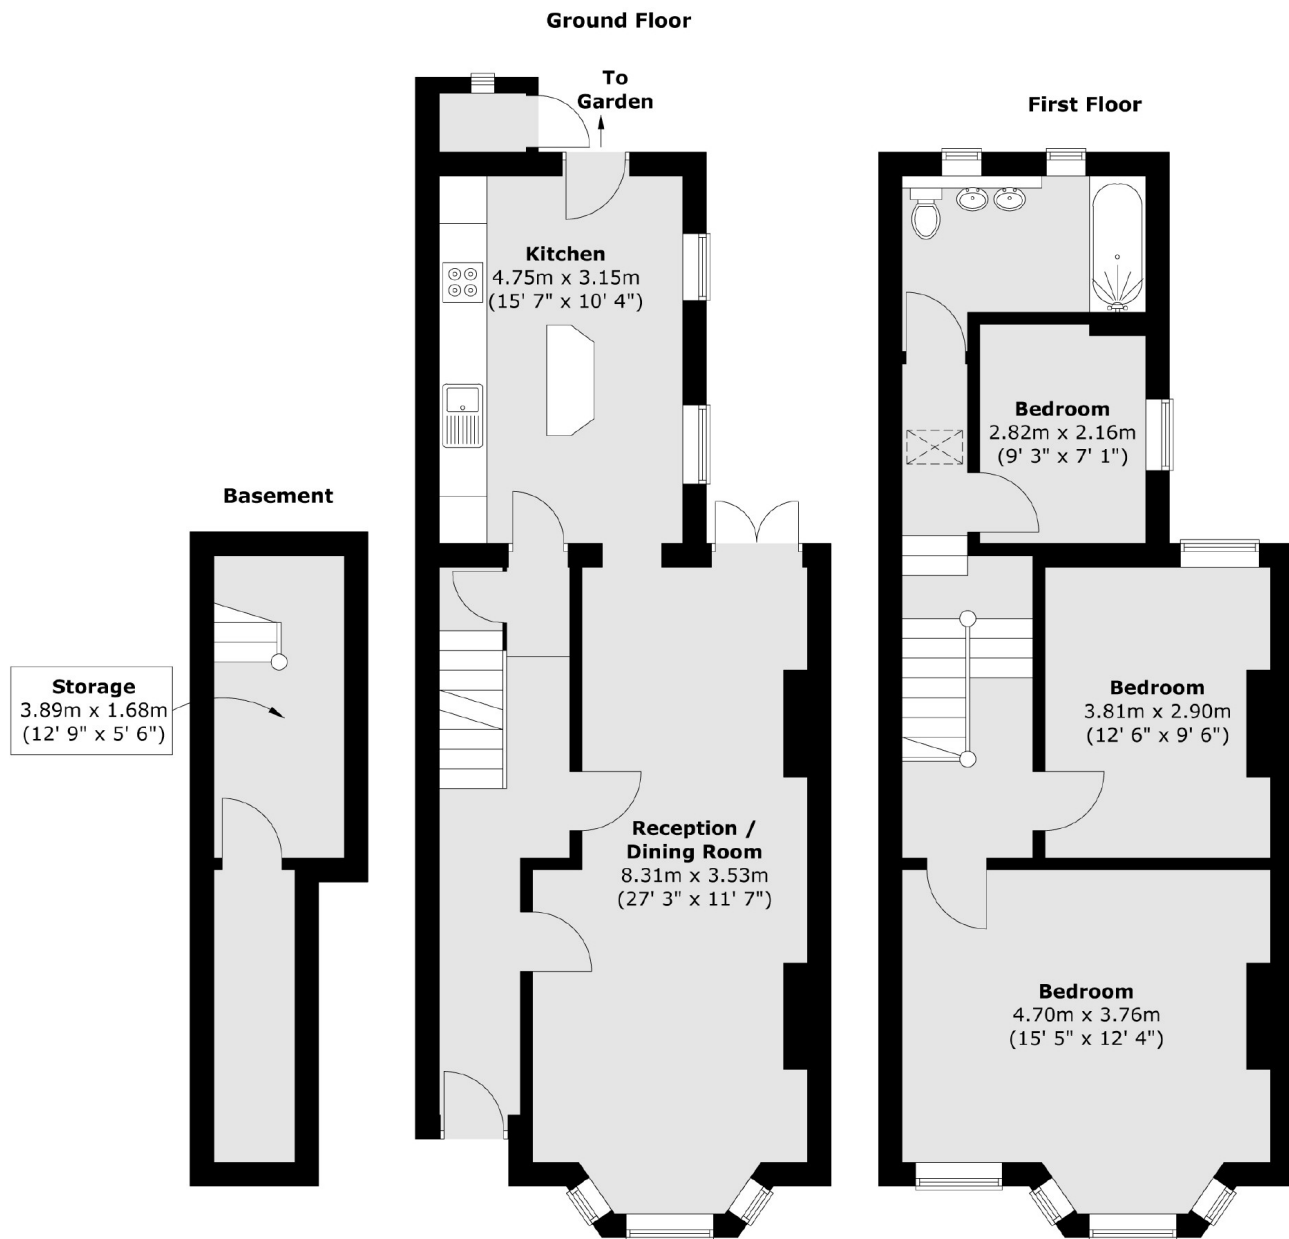 Ground Floor
To
Garden
Kitchen
4.75m x 3.15m
(15' 7" x 10' 4")
Reception /
Dining Room
8.31m x 3.53m
(27' 3" x 11' 7")
First Floor
Bedroom
2.82m x 2.16m
(9' 3" x 7' 1")
Bedroom
3.81m x 2.90m
(12' 6" x 9' 6")
Bedroom
4.70m x 3.76m
(15' 5" x 12' 4")
Basement
Storage
3.89m x 1.68m
(12' 9" x 5' 6")